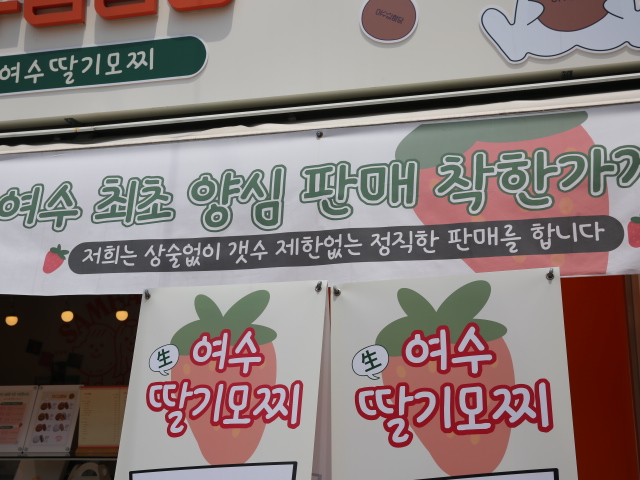 여수딸기모찌
여수 최초 양심 판매 착한가
저희는 상술없이 갯수 제한없는 정직한 판매를 합니다
生 여수
딸기모찌
生 여수
딸기모찌